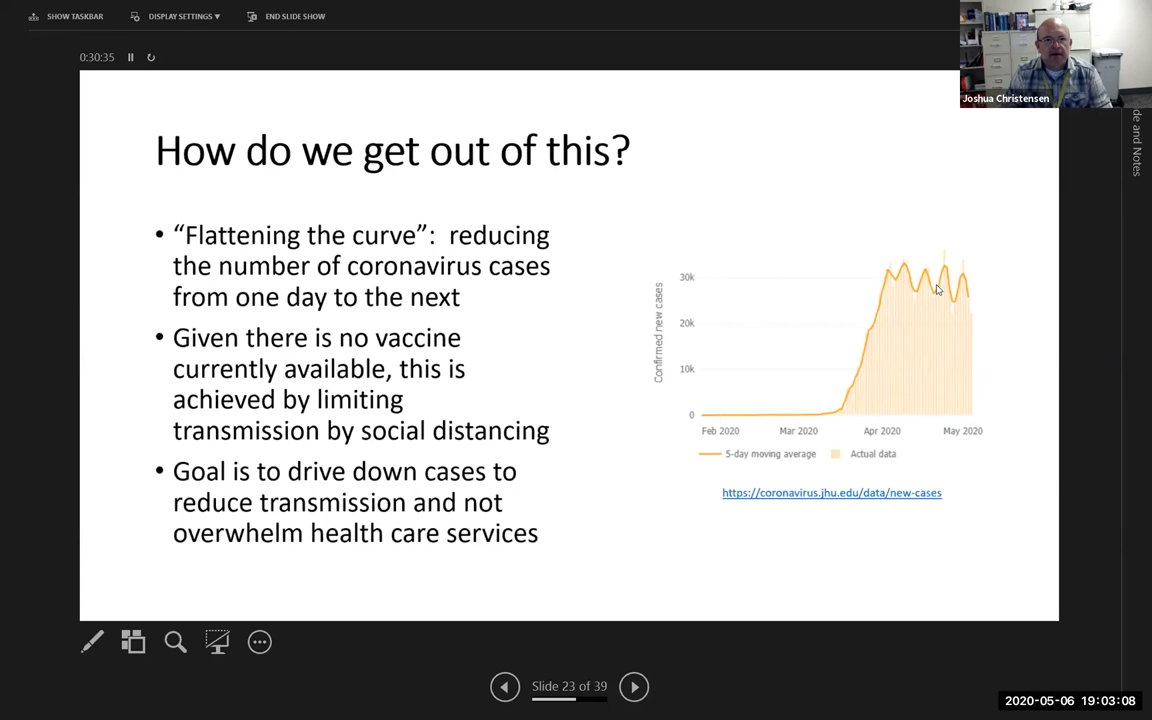 SHOW TASKBAR
DISPLAY SETTINGS ▼
END SLIDE SHOW
0:30:35
Joshua Christensen
de and Notes
How do we get out of this?
• “Flattening the curve”: reducing
the number of coronavirus cases
from one day to the next
• Given there is no vaccine
currently available, this is
achieved by limiting
transmission by social distancing
• Goal is to drive down cases to
reduce transmission and not
overwhelm health care services
Confirmed new cases
30k
20k
10k
0
Feb 2020
Mar 2020
Apr 2020
May 2020
5-day moving average
Actual data
https://coronavirus.jhu.edu/data/new-cases
Slide 23 of 39
2020-05-06 19:03:08